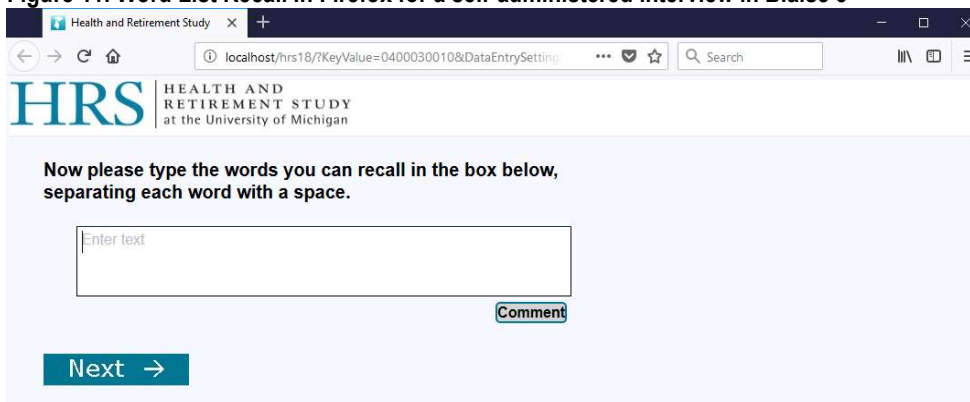 Health and Retirement Study
localhost/hrs18/?KeyValue=0400030010&DataEntrySetting
Search
HRS
HEALTH AND
RETIREMENT STUDY
at the University of Michigan
Now please type the words you can recall in the box below,
separating each word with a space.
Enter text
Comment
Next →